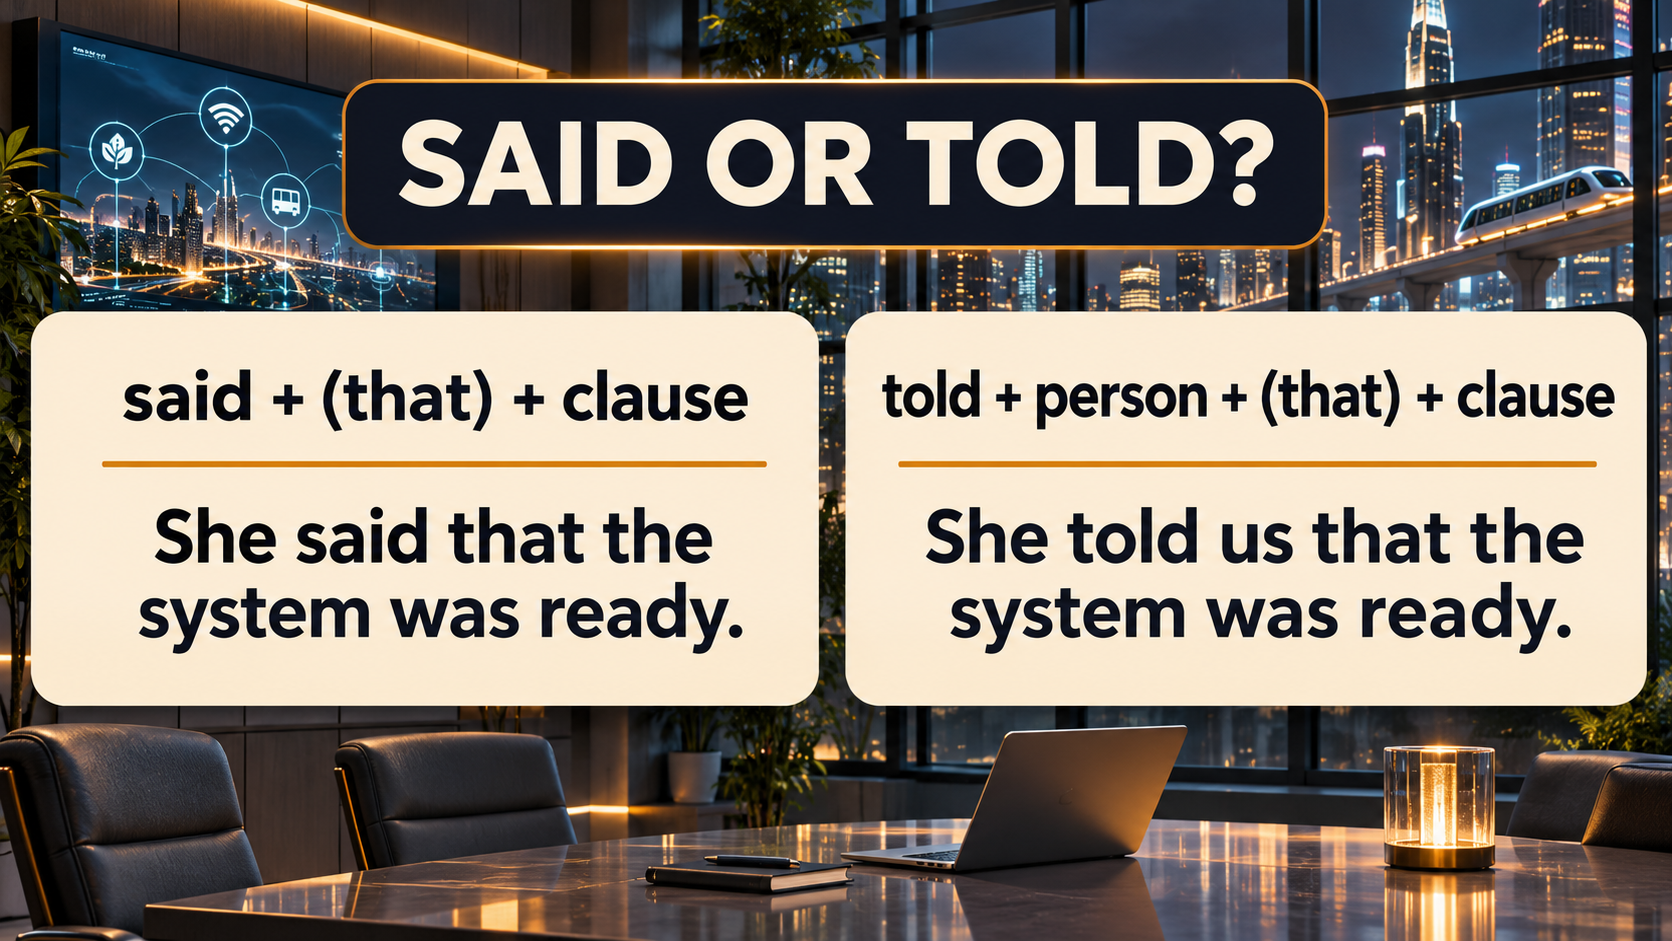 SAID OR TOLD?
said + (that) + clause
She said that the
system was ready.
told + person + (that) + clause
She told us that the
system was ready.